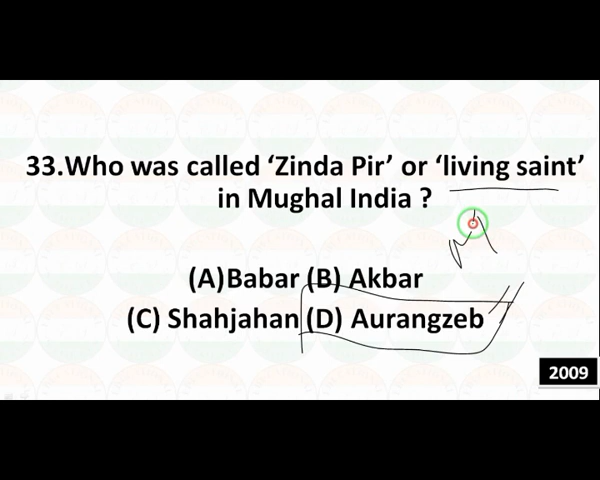 33.Who was called ‘Zinda Pir’ or ‘living saint’
in Mughal India ?
(A)Babar (B) Akbar
(C) Shahjahan (D) Aurangzeb
2009